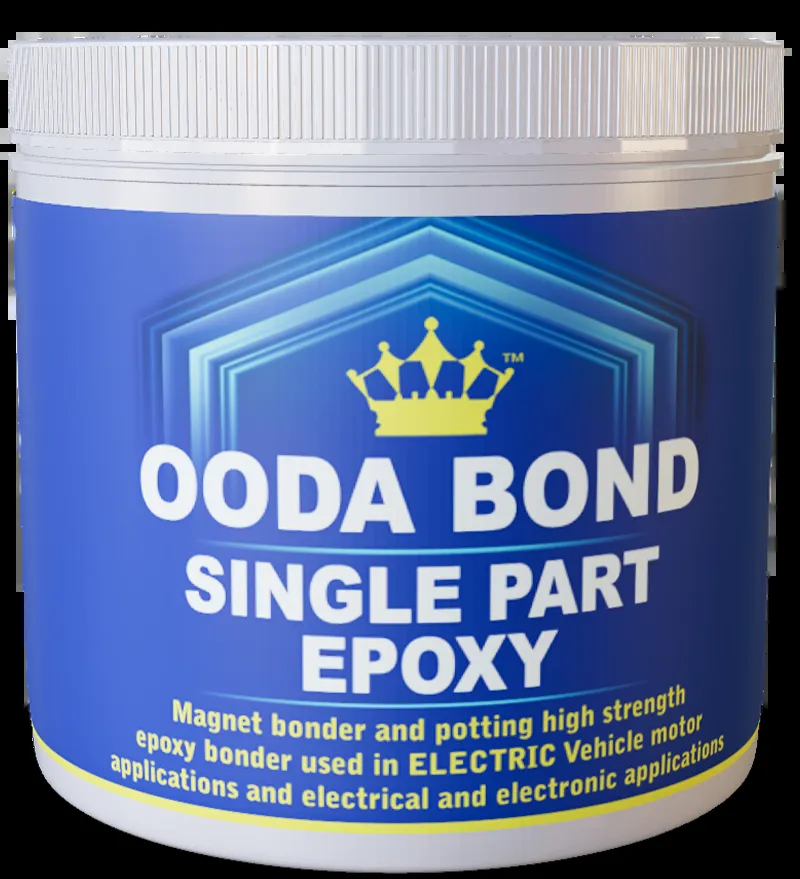 TM
OODA BOND
SINGLE PART
EPOXY
Magnet bonder and potting high strength
epoxy bonder used in ELECTRIC Vehicle motor
applications and electrical and electronic applications